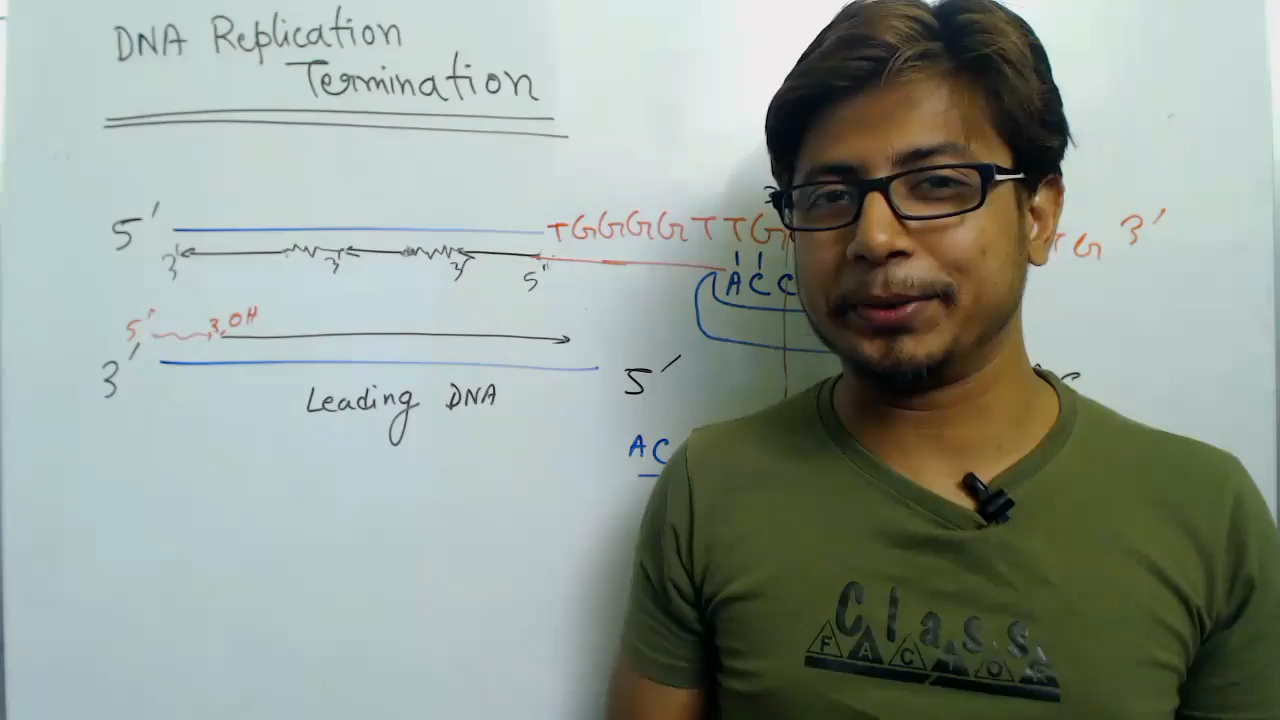 DNA Replication
Termination
5' TGGGGTTG TG 3'
3' 3' 3' 5'
ACC
5' 3' OH
3' 5'
Leading DNA
AC
Class
FACTOR